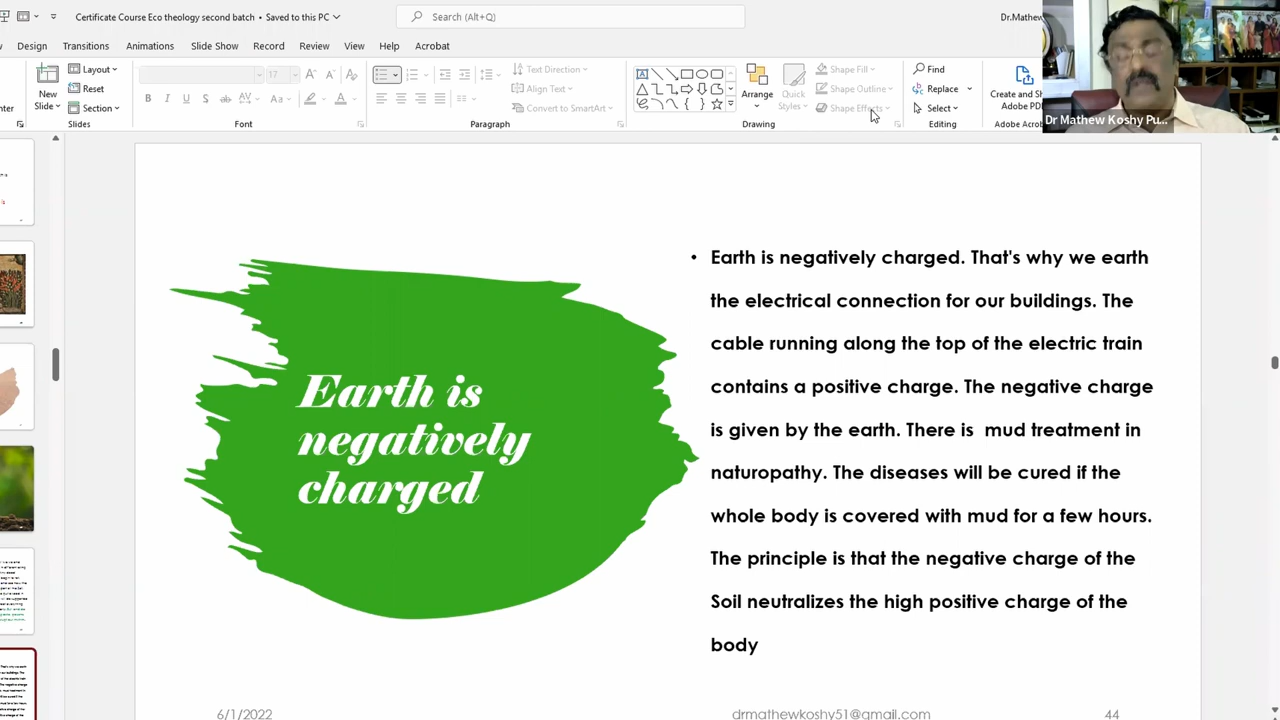 Certificate Course Eco theology second batch • Saved to this PC
Search (Alt+Q)
Dr.Mathew
Design Transitions Animations Slide Show Record Review View Help Acrobat
New Slide
Layout
Reset
Section
Slides
17
Font
Text Direction
Align Text
Convert to SmartArt
Paragraph
Arrange
Quick Styles
Shape Fill
Shape Outline
Shape Effects
Drawing
Find
Replace
Select
Editing
Create and Sh
Adobe PDF
Adobe Acro
Dr Mathew Koshy Pu...
Earth is
negatively
charged
• Earth is negatively charged. That's why we earth
the electrical connection for our buildings. The
cable running along the top of the electric train
contains a positive charge. The negative charge
is given by the earth. There is mud treatment in
naturopathy. The diseases will be cured if the
whole body is covered with mud for a few hours.
The principle is that the negative charge of the
Soil neutralizes the high positive charge of the
body
6/1/2022
drmathewkoshy51@gmail.com
44